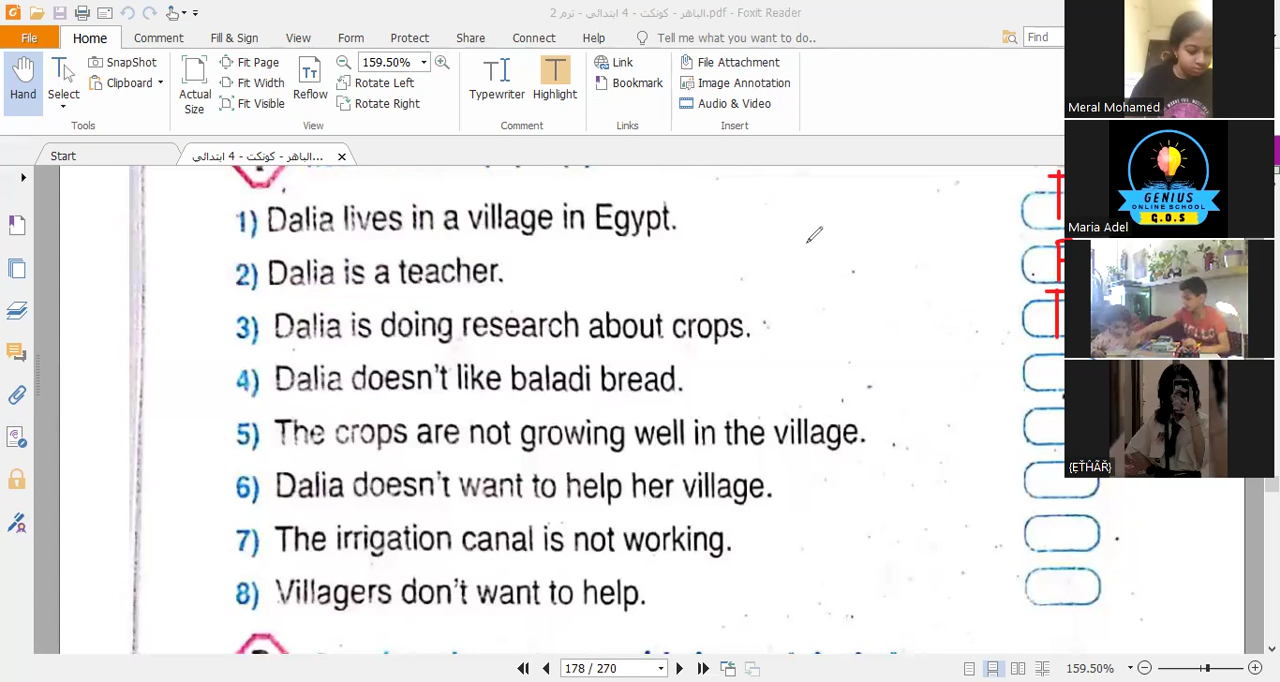 الباهر - كونكت - 4 ابتدائي - ترم 2.pdf - Foxit Reader
File
Home
Comment
Fill & Sign
View
Form
Protect
Share
Connect
Help
Tell me what you want to do..
Find
Hand
Select
SnapShot
Clipboard
Actual Size
Fit Page
Fit Width
Fit Visible
Reflow
159.50%
Rotate Left
Rotate Right
Typewriter
Highlight
Link
Bookmark
File Attachment
Image Annotation
Audio & Video
Tools
View
Comment
Links
Insert
Start
الباهر - كونكت - 4 ابتدائي...
1) Dalia lives in a village in Egypt.
T
2) Dalia is a teacher.
F
3) Dalia is doing research about crops.
T
4) Dalia doesn't like baladi bread.
5) The crops are not growing well in the village.
6) Dalia doesn't want to help her village.
7) The irrigation canal is not working.
8) Villagers don't want to help.
Meral Mohamed
GENIUS
ONLINE SCHOOL
G.O.S
Maria Adel
HELLO
{EŤHÃŘ}
178 / 270
159.50%